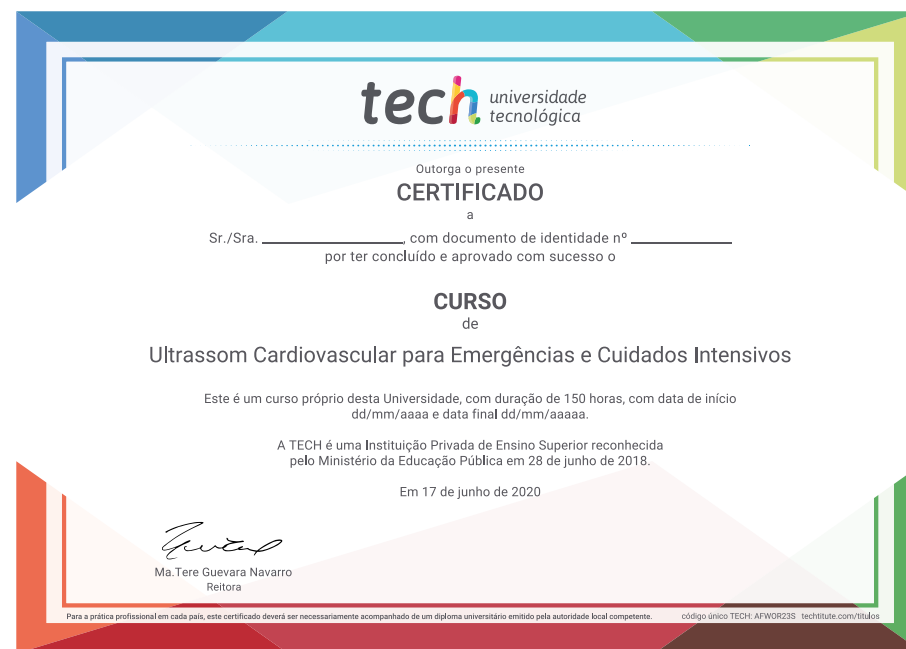 tech universidade
tecnológica
Outorga o presente
CERTIFICADO
a
Sr./Sra. ______________, com documento de identidade nº __________
por ter concluído e aprovado com sucesso o
CURSO
de
Ultrassom Cardiovascular para Emergências e Cuidados Intensivos
Este é um curso próprio desta Universidade, com duração de 150 horas, com data de início
dd/mm/aaaa e data final dd/mm/aaaaa.
A TECH é uma Instituição Privada de Ensino Superior reconhecida
pelo Ministério da Educação Pública em 28 de junho de 2018.
Em 17 de junho de 2020
Ma.Tere Guevara Navarro
Reitora
Para a prática profissional em cada país, este certificado deverá ser necessariamente acompanhado de um diploma universitário emitido pela autoridade local competente. código único TECH: AFWOR23S techtitute.com/titulos